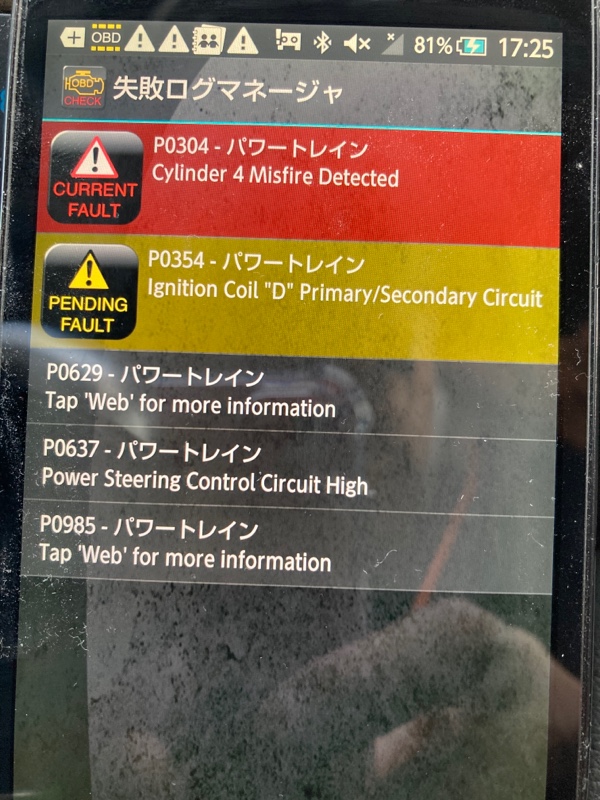 OBD 81% 17:25
OBD
CHECK
失敗ログマネージャ
CURRENT
FAULT
P0304 - パワートレイン
Cylinder 4 Misfire Detected
PENDING
FAULT
P0354 - パワートレイン
Ignition Coil "D" Primary/Secondary Circuit
P0629 - パワートレイン
Tap 'Web' for more information
P0637 - パワートレイン
Power Steering Control Circuit High
P0985 - パワートレイン
Tap 'Web' for more information